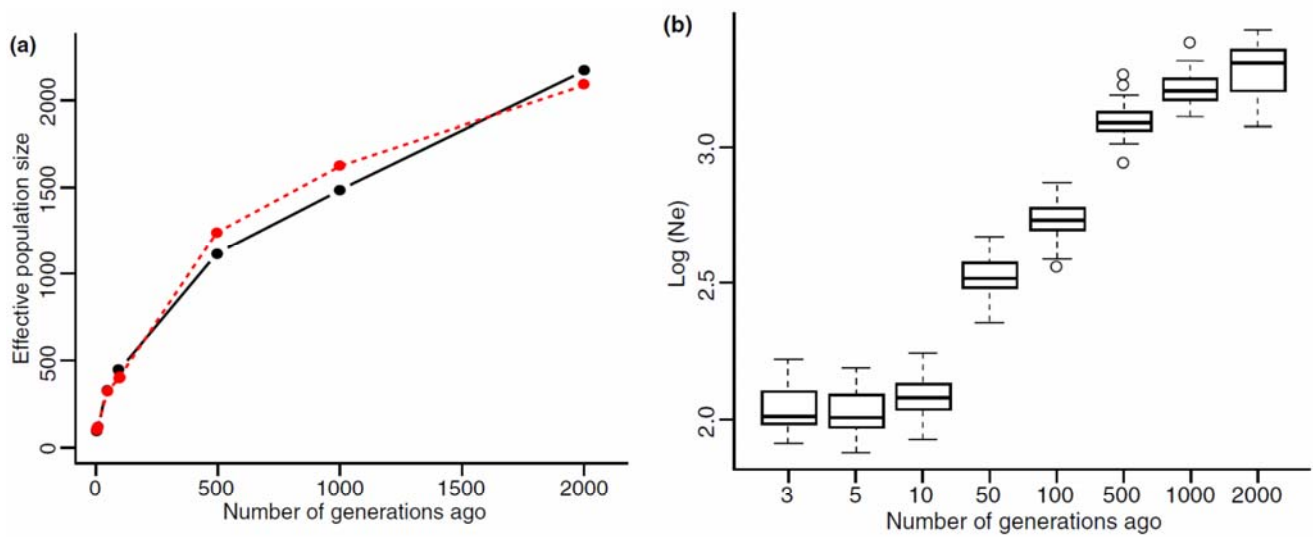 (a)
Effective population size
2000
1500
1000
500
0
0 500 1000 1500 2000
Number of generations ago
(b)
Log (Ne)
3.0
2.5
2.0
3 5 10 50 100 500 1000 2000
Number of generations ago